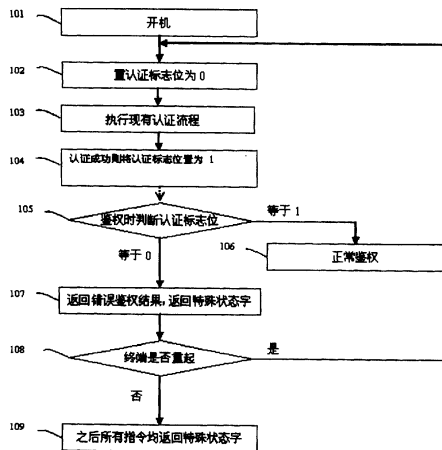 101
开机
102
重认证标志位为 0
103
执行现有认证流程
104
认证成功则将认证标志位置为 1
105
鉴权时判断认证标志位
等于 1
等于 0
106
正常鉴权
107
返回错误鉴权结果，返回特殊状态字
108
终端是否重起
是
否
109
之后所有指令均返回特殊状态字